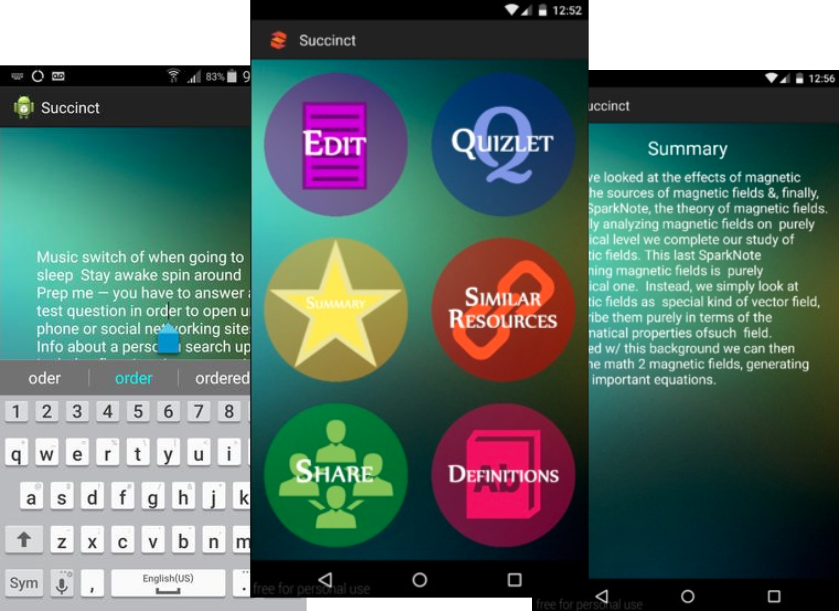 83% 9
Succinct
Music switch of when going to
sleep Stay awake spin around
Prep me — you have to answer a
test question in order to open u
phone or social networking sites
Info about a person search up
oder order ordered
1 2 3 4 5 6 7 8
q w e r t y u i
a s d f g h j k
z x c v b n m
Sym , English(US) .
12:52
Succinct
EDIT
QUIZLET
Q
SUMMARY
SIMILAR
RESOURCES
SHARE
DEFINITIONS
Ab
free for personal use
12:56
uccinct
Summary
ve looked at the effects of magnetic
he sources of magnetic fields &, finally,
SparkNote, the theory of magnetic fields.
ly analyzing magnetic fields on purely
ical level we complete our study of
tic fields. This last SparkNote
ning magnetic fields is purely
ical one. Instead, we simply look at
tic fields as special kind of vector field,
ribe them purely in terms of the
matical properties ofsuch field.
ed w/ this background we can then
he math 2 magnetic fields, generating
important equations.
free for personal use